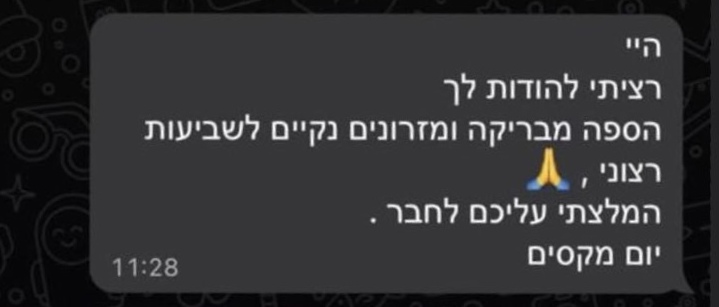 היי
רציתי להודות לך
הספה מבריקה ומזרונים נקיים לשביעות
רצוני , 🙏
המלצתי עליכם לחבר .
יום מקסים
11:28